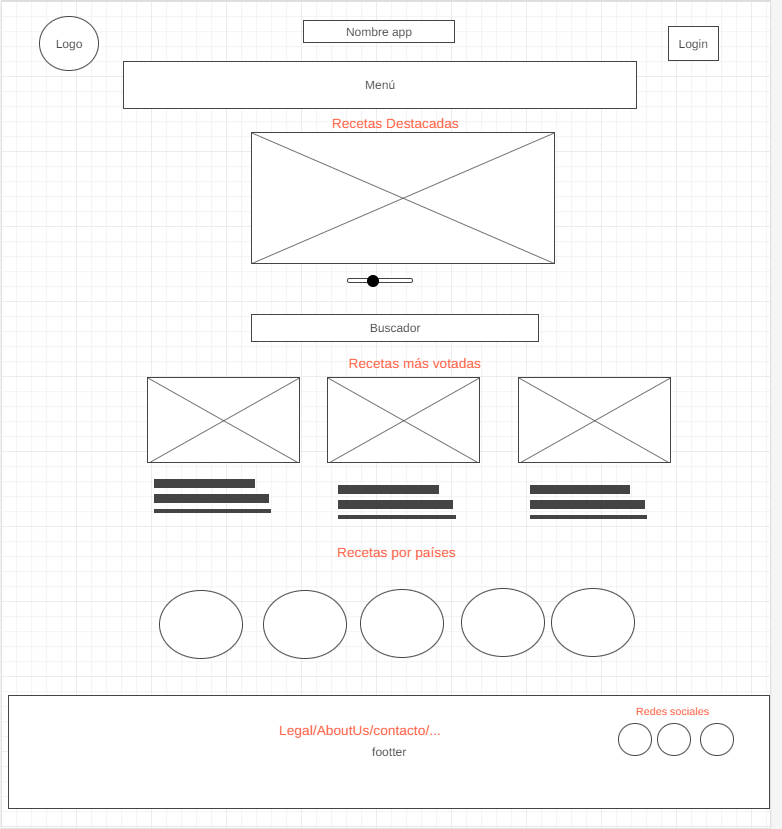 Logo
Nombre app
Login
Menú
Recetas Destacadas
Buscador
Recetas más votadas
Recetas por países
Redes sociales
Legal/AboutUs/contacto/...
footter